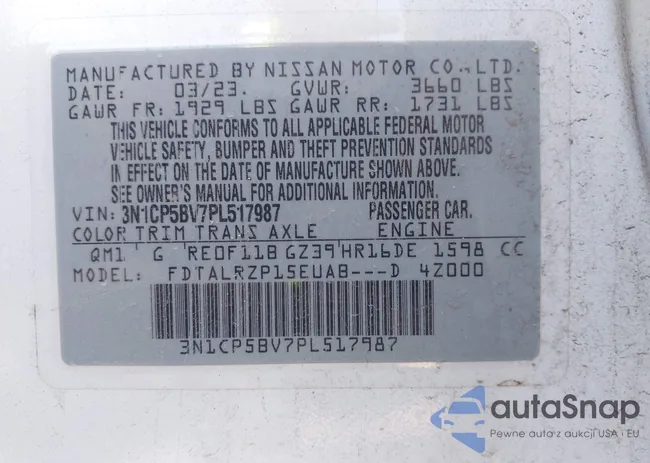 MANUFACTURED BY NISSAN MOTOR CO.,LTD.
DATE: 03/23. GVWR: 3660 LBS
GAWR FR: 1929 LBS GAWR RR: 1731 LBS
THIS VEHICLE CONFORMS TO ALL APPLICABLE FEDERAL MOTOR
VEHICLE SAFETY, BUMPER AND THEFT PREVENTION STANDARDS
IN EFFECT ON THE DATE OF MANUFACTURE SHOWN ABOVE.
SEE OWNER'S MANUAL FOR ADDITIONAL INFORMATION.
VIN: 3N1CP5BV7PL517987 PASSENGER CAR.
COLOR TRIM TRANS AXLE ENGINE
QM1 G RE0F11B GZ39 HR16DE 1598 CC
MODEL: FDTALRZP15EUAB---D 4Z000
3N1CP5BV7PL517987
autoSnap
Pewne auta z aukcji USA i EU